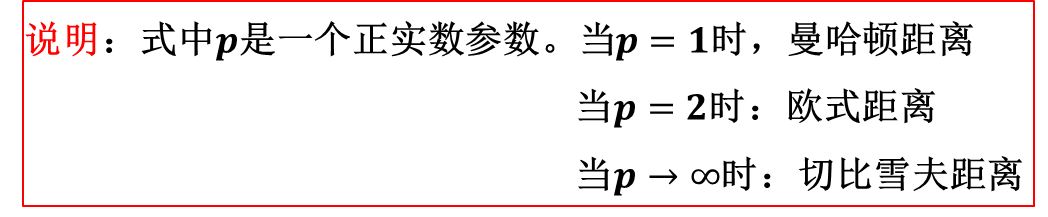 说明：式中p是一个正实数参数。当p = 1时，曼哈顿距离
当p = 2时：欧式距离
当p → ∞时：切比雪夫距离